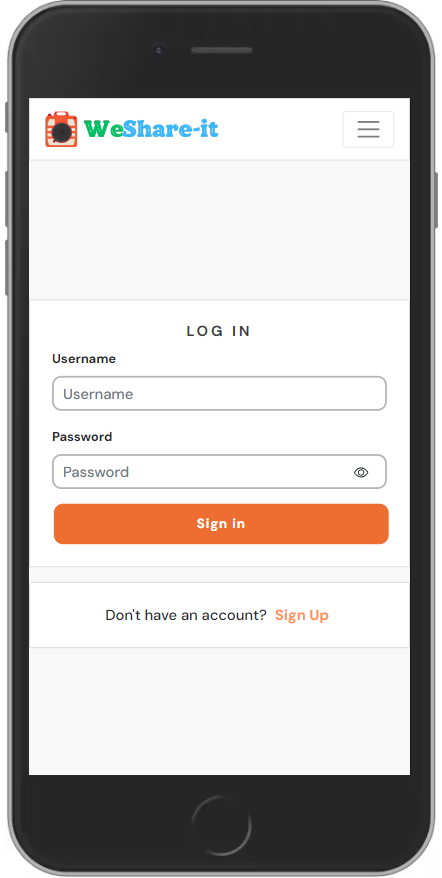 WeShare-it
LOG IN
Username
Username
Password
Password
Sign in
Don't have an account? Sign Up